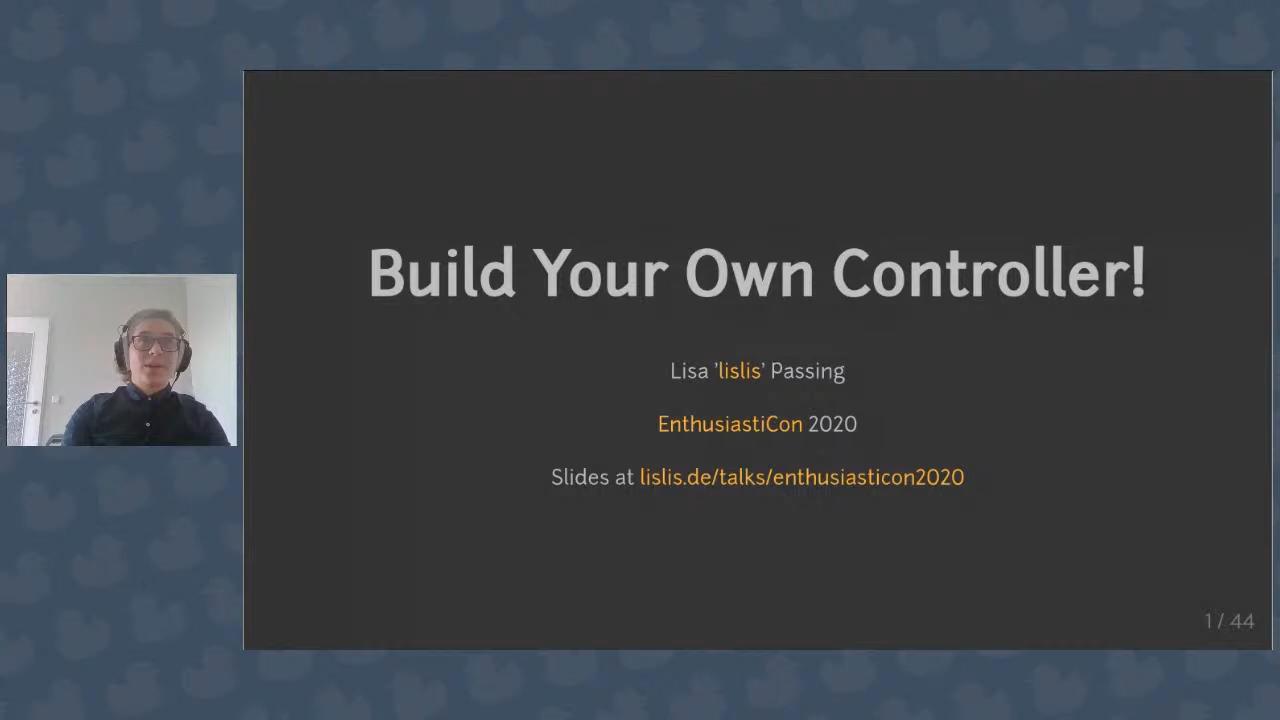 Build Your Own Controller!
Lisa 'lislis' Passing
EnthusiastiCon 2020
Slides at lislis.de/talks/enthusiasticon2020
1 / 44